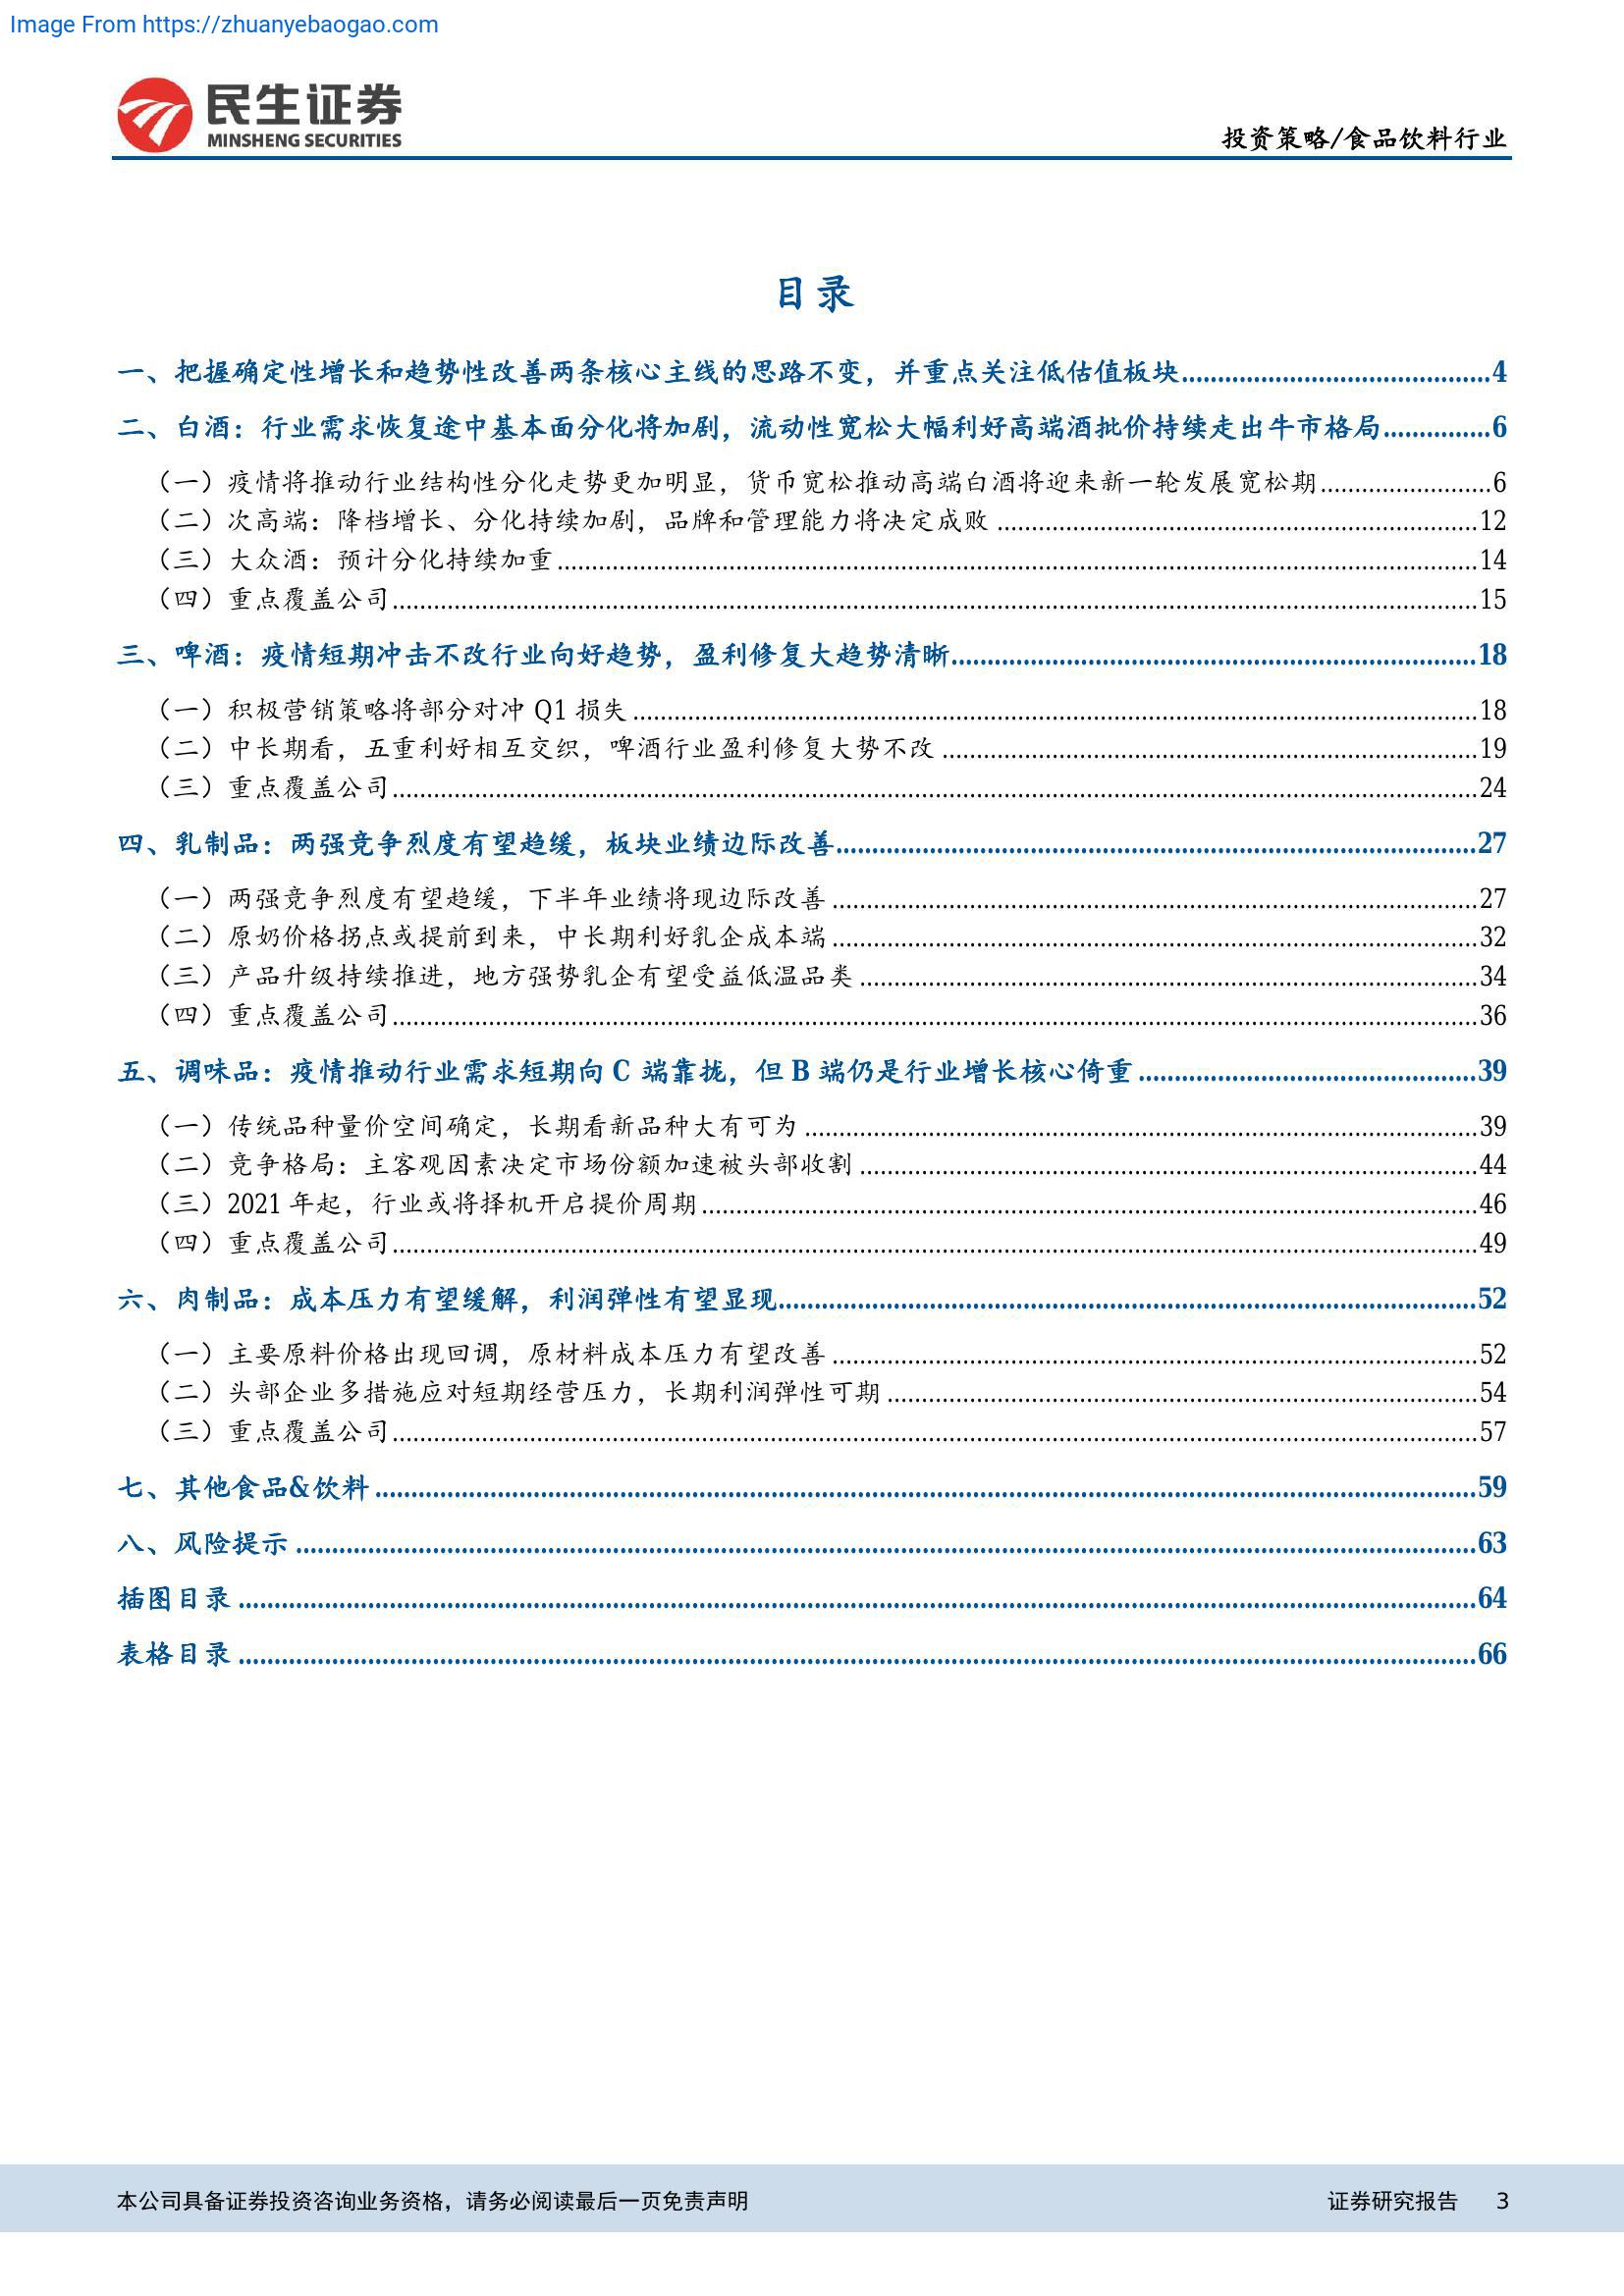 Image From https://zhuanyebaogao.com
民生证券
MINSHENG SECURITIES
投资策略/食品饮料行业
目录
一、把握确定性增长和趋势性改善两条核心主线的思路不变，并重点关注低估值板块 4
二、白酒：行业需求恢复途中基本面分化将加剧，流动性宽松大幅利好高端酒批价持续走出牛市格局 6
（一）疫情将推动行业结构性分化走势更加明显，货币宽松推动高端白酒将迎来新一轮发展宽松期 6
（二）次高端：降档增长、分化持续加剧，品牌和管理能力将决定成败 12
（三）大众酒：预计分化持续加重 14
（四）重点覆盖公司 15
三、啤酒：疫情短期冲击不改行业向好趋势，盈利修复大趋势清晰 18
（一）积极营销策略将部分对冲 Q1 损失 18
（二）中长期看，五重利好相互交织，啤酒行业盈利修复大势不改 19
（三）重点覆盖公司 24
四、乳制品：两强竞争烈度有望趋缓，板块业绩边际改善 27
（一）两强竞争烈度有望趋缓，下半年业绩将现边际改善 27
（二）原奶价格拐点或提前到来，中长期利好乳企成本端 32
（三）产品升级持续推进，地方强势乳企有望受益低温品类 34
（四）重点覆盖公司 36
五、调味品：疫情推动行业需求短期向 C 端靠拢，但 B 端仍是行业增长核心倚重 39
（一）传统品种量价空间确定，长期看新品种大有可为 39
（二）竞争格局：主客观因素决定市场份额加速被头部收割 44
（三）2021 年起，行业或将择机开启提价周期 46
（四）重点覆盖公司 49
六、肉制品：成本压力有望缓解，利润弹性有望显现 52
（一）主要原料价格出现回调，原材料成本压力有望改善 52
（二）头部企业多措施应对短期经营压力，长期利润弹性可期 54
（三）重点覆盖公司 57
七、其他食品&饮料 59
八、风险提示 63
插图目录 64
表格目录 66
本公司具备证券投资咨询业务资格，请务必阅读最后一页免责声明
证券研究报告 3